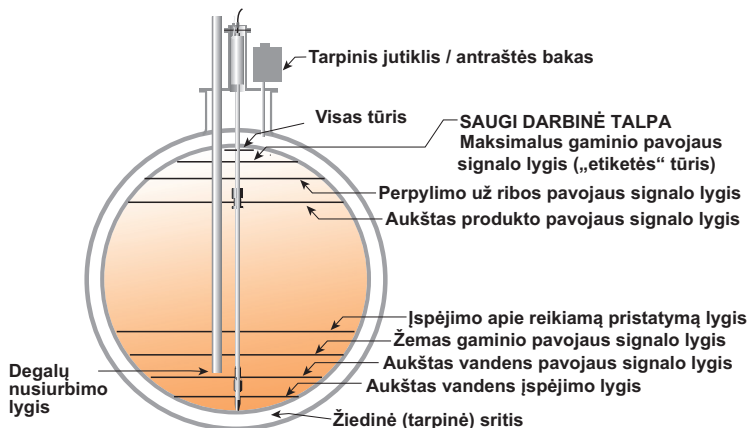 Tarpinis jutiklis / antraštės bakas
Visas tūris
SAUGI DARBINĖ TALPA
Maksimalus gaminio pavojaus
signalo lygis („etiketės“ tūris)
Perpylimo už ribos pavojaus signalo lygis
Aukštas produkto pavojaus signalo lygis
Įspėjimo apie reikiamą pristatymą lygis
Žemas gaminio pavojaus signalo lygis
Aukštas vandens pavojaus signalo lygis
Aukštas vandens įspėjimo lygis
Degalų
nusiurbimo
lygis
Žiedinė (tarpinė) sritis